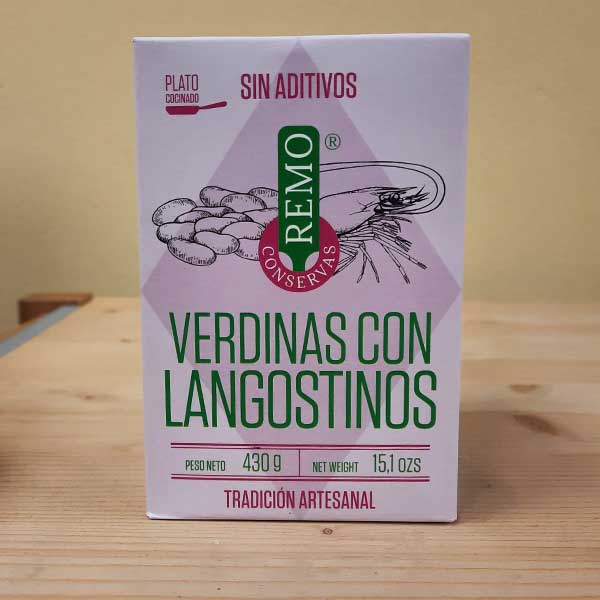 PLATO
COCINADO
SIN ADITIVOS
REMO
®
CONSERVAS
VERDINAS CON
LANGOSTINOS
PESO NETO 430 g NET WEIGHT 15,1 OZS
TRADICIÓN ARTESANAL